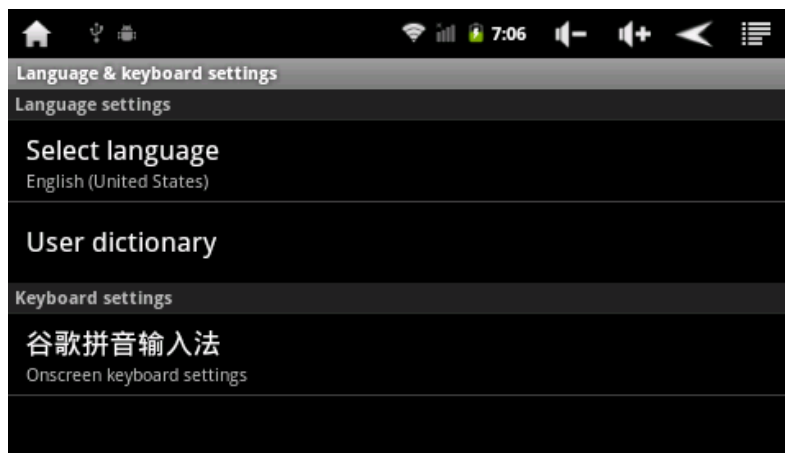 7:06
Language & keyboard settings
Language settings
Select language
English (United States)
User dictionary
Keyboard settings
谷歌拼音输入法
Onscreen keyboard settings